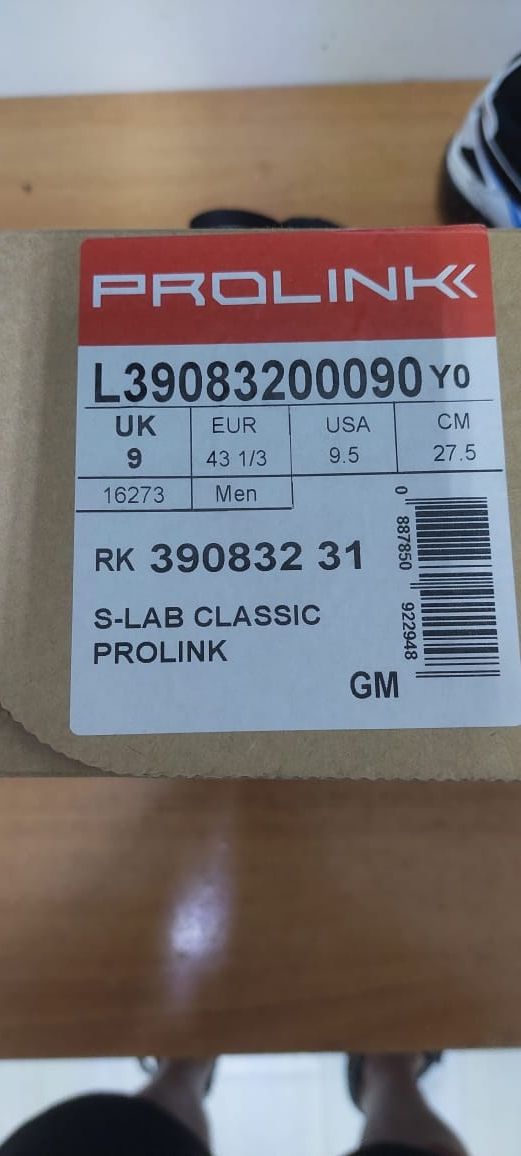 PROLINK
L39083200090 Y0
UK EUR USA CM
9 43 1/3 9.5 27.5
16273 Men
RK 390832 31
S-LAB CLASSIC
PROLINK
GM
0 887850 922948